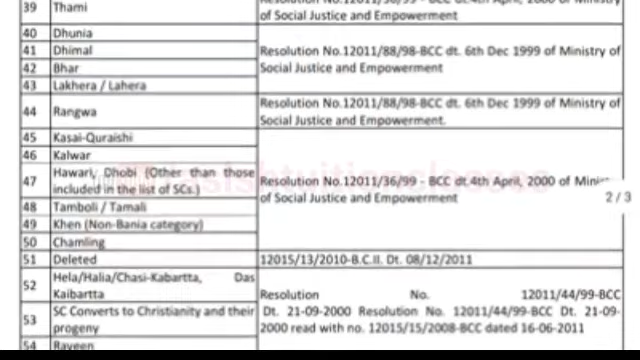 39 Thami
of Social Justice and Empowerment
40 Dhunia
41 Dhimal
42 Bhar
Resolution No.12011/88/98-BCC dt. 6th Dec 1999 of Ministry of
Social Justice and Empowerment
43 Lakhera / Lahera
44 Rangwa
Resolution No.12011/88/98-BCC dt. 6th Dec 1999 of Ministry of
Social Justice and Empowerment.
45 Kasai-Quraishi
46 Kalwar
47 Hawari, Dhobi (Other than those
included in the list of SCs.)
48 Tamboli / Tamali
49 Khen (Non-Bania category)
50 Chamling
Resolution No.12011/36/99 - BCC dt.4th April, 2000 of
of Social Justice and Empowerment
2 / 3
51 Deleted 12015/13/2010-B.C.II. Dt. 08/12/2011
52 Hela/Halia/Chasi-Kabartta, Das
Kaibartta
53 SC Converts to Christianity and their
progeny
Resolution No. 12011/44/99-BCC
Dt. 21-09-2000 Resolution No. 12011/44/99-BCC Dt. 21-09-
2000 read with no. 12015/15/2008-BCC dated 16-06-2011
54 Rayeen